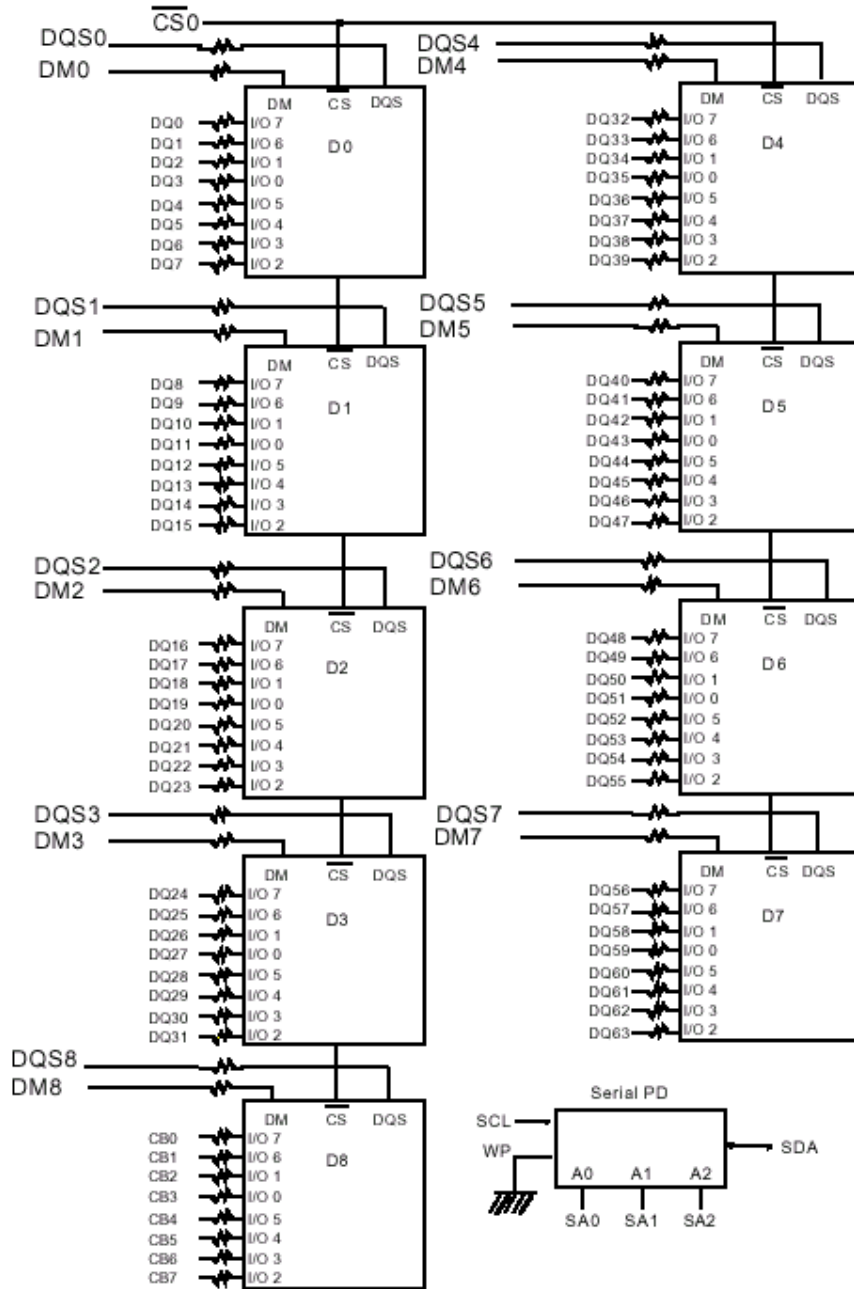 CS0
DQS0
DM0
DM CS DQS
D0
DQ0 I/O 7
DQ1 I/O 6
DQ2 I/O 1
DQ3 I/O 0
DQ4 I/O 5
DQ5 I/O 4
DQ6 I/O 3
DQ7 I/O 2
DQS1
DM1
DM CS DQS
D1
DQ8 I/O 7
DQ9 I/O 6
DQ10 I/O 1
DQ11 I/O 0
DQ12 I/O 5
DQ13 I/O 4
DQ14 I/O 3
DQ15 I/O 2
DQS2
DM2
DM CS DQS
D2
DQ16 I/O 7
DQ17 I/O 6
DQ18 I/O 1
DQ19 I/O 0
DQ20 I/O 5
DQ21 I/O 4
DQ22 I/O 3
DQ23 I/O 2
DQS3
DM3
DM CS DQS
D3
DQ24 I/O 7
DQ25 I/O 6
DQ26 I/O 1
DQ27 I/O 0
DQ28 I/O 5
DQ29 I/O 4
DQ30 I/O 3
DQ31 I/O 2
DQS8
DM8
DM CS DQS
D8
CB0 I/O 7
CB1 I/O 6
CB2 I/O 1
CB3 I/O 0
CB4 I/O 5
CB5 I/O 4
CB6 I/O 3
CB7 I/O 2
DQS4
DM4
DM CS DQS
D4
DQ32 I/O 7
DQ33 I/O 6
DQ34 I/O 1
DQ35 I/O 0
DQ36 I/O 5
DQ37 I/O 4
DQ38 I/O 3
DQ39 I/O 2
DQS5
DM5
DM CS DQS
D5
DQ40 I/O 7
DQ41 I/O 6
DQ42 I/O 1
DQ43 I/O 0
DQ44 I/O 5
DQ45 I/O 4
DQ46 I/O 3
DQ47 I/O 2
DQS6
DM6
DM CS DQS
D6
DQ48 I/O 7
DQ49 I/O 6
DQ50 I/O 1
DQ51 I/O 0
DQ52 I/O 5
DQ53 I/O 4
DQ54 I/O 3
DQ55 I/O 2
DQS7
DM7
DM CS DQS
D7
DQ56 I/O 7
DQ57 I/O 6
DQ58 I/O 1
DQ59 I/O 0
DQ60 I/O 5
DQ61 I/O 4
DQ62 I/O 3
DQ63 I/O 2
Serial PD
SCL
WP
SDA
A0 A1 A2
SA0 SA1 SA2